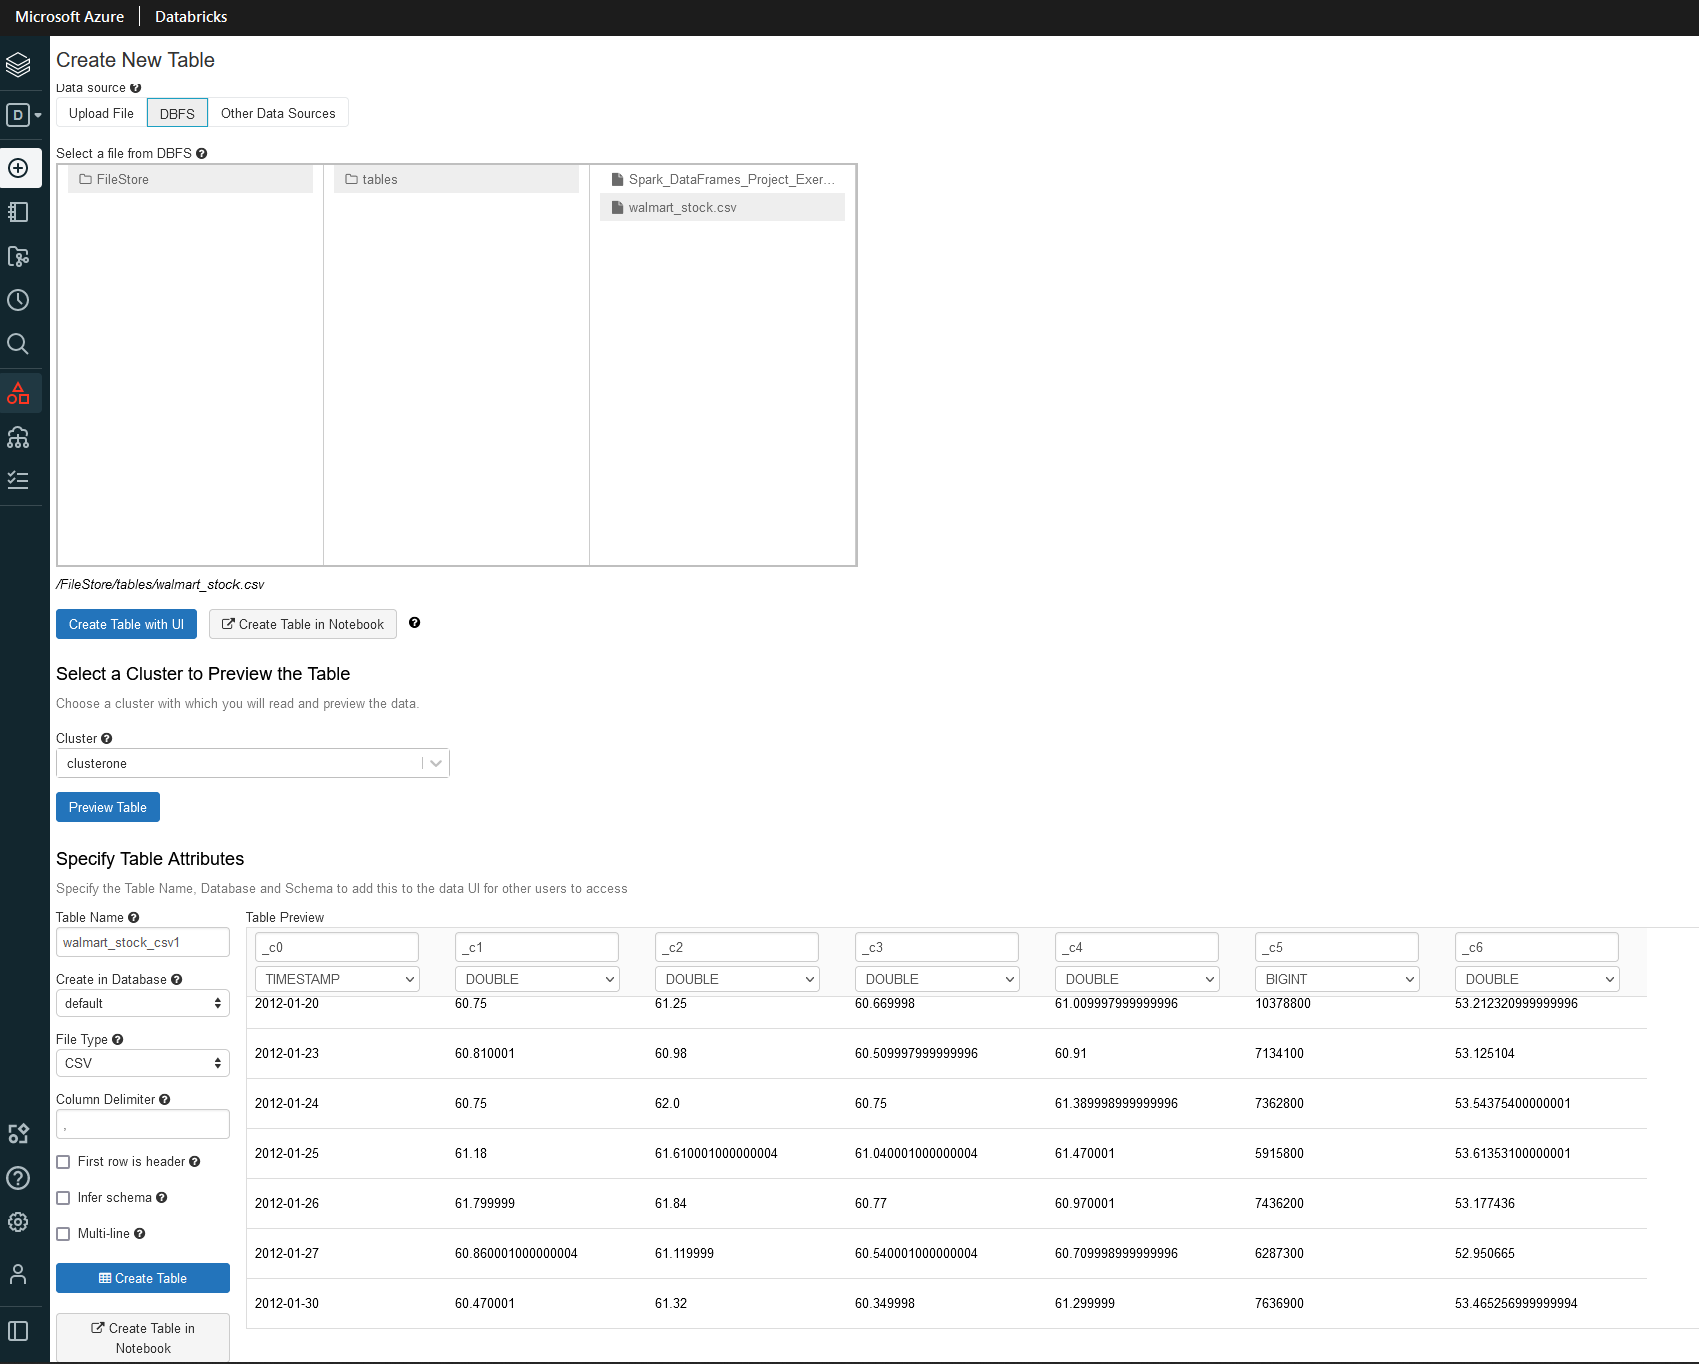 Microsoft Azure Databricks
D
Create New Table
Data source
Upload File DBFS Other Data Sources
Select a file from DBFS
FileStore tables Spark_DataFrames_Project_Exer...
walmart_stock.csv
/FileStore/tables/walmart_stock.csv
Create Table with UI Create Table in Notebook
Select a Cluster to Preview the Table
Choose a cluster with which you will read and preview the data.
Cluster
clusterone
Preview Table
Specify Table Attributes
Specify the Table Name, Database and Schema to add this to the data UI for other users to access
Table Name
walmart_stock_csv1
Create in Database
default
File Type
CSV
Column Delimiter
,
First row is header
Infer schema
Multi-line
Create Table
Create Table in
Notebook
Table Preview
_c0 _c1 _c2 _c3 _c4 _c5 _c6
TIMESTAMP DOUBLE DOUBLE DOUBLE DOUBLE BIGINT DOUBLE
2012-01-20 60.75 61.25 60.669998 61.009997999999996 10378800 53.212320999999996
2012-01-23 60.810001 60.98 60.509997999999996 60.91 7134100 53.125104
2012-01-24 60.75 62.0 60.75 61.389998999999996 7362800 53.54375400000001
2012-01-25 61.18 61.610001000000004 61.040001000000004 61.470001 5915800 53.61353100000001
2012-01-26 61.799999 61.84 60.77 60.970001 7436200 53.177436
2012-01-27 60.860001000000004 61.119999 60.540001000000004 60.709998999999996 6287300 52.950665
2012-01-30 60.470001 61.32 60.349998 61.299999 7636900 53.465256999999994